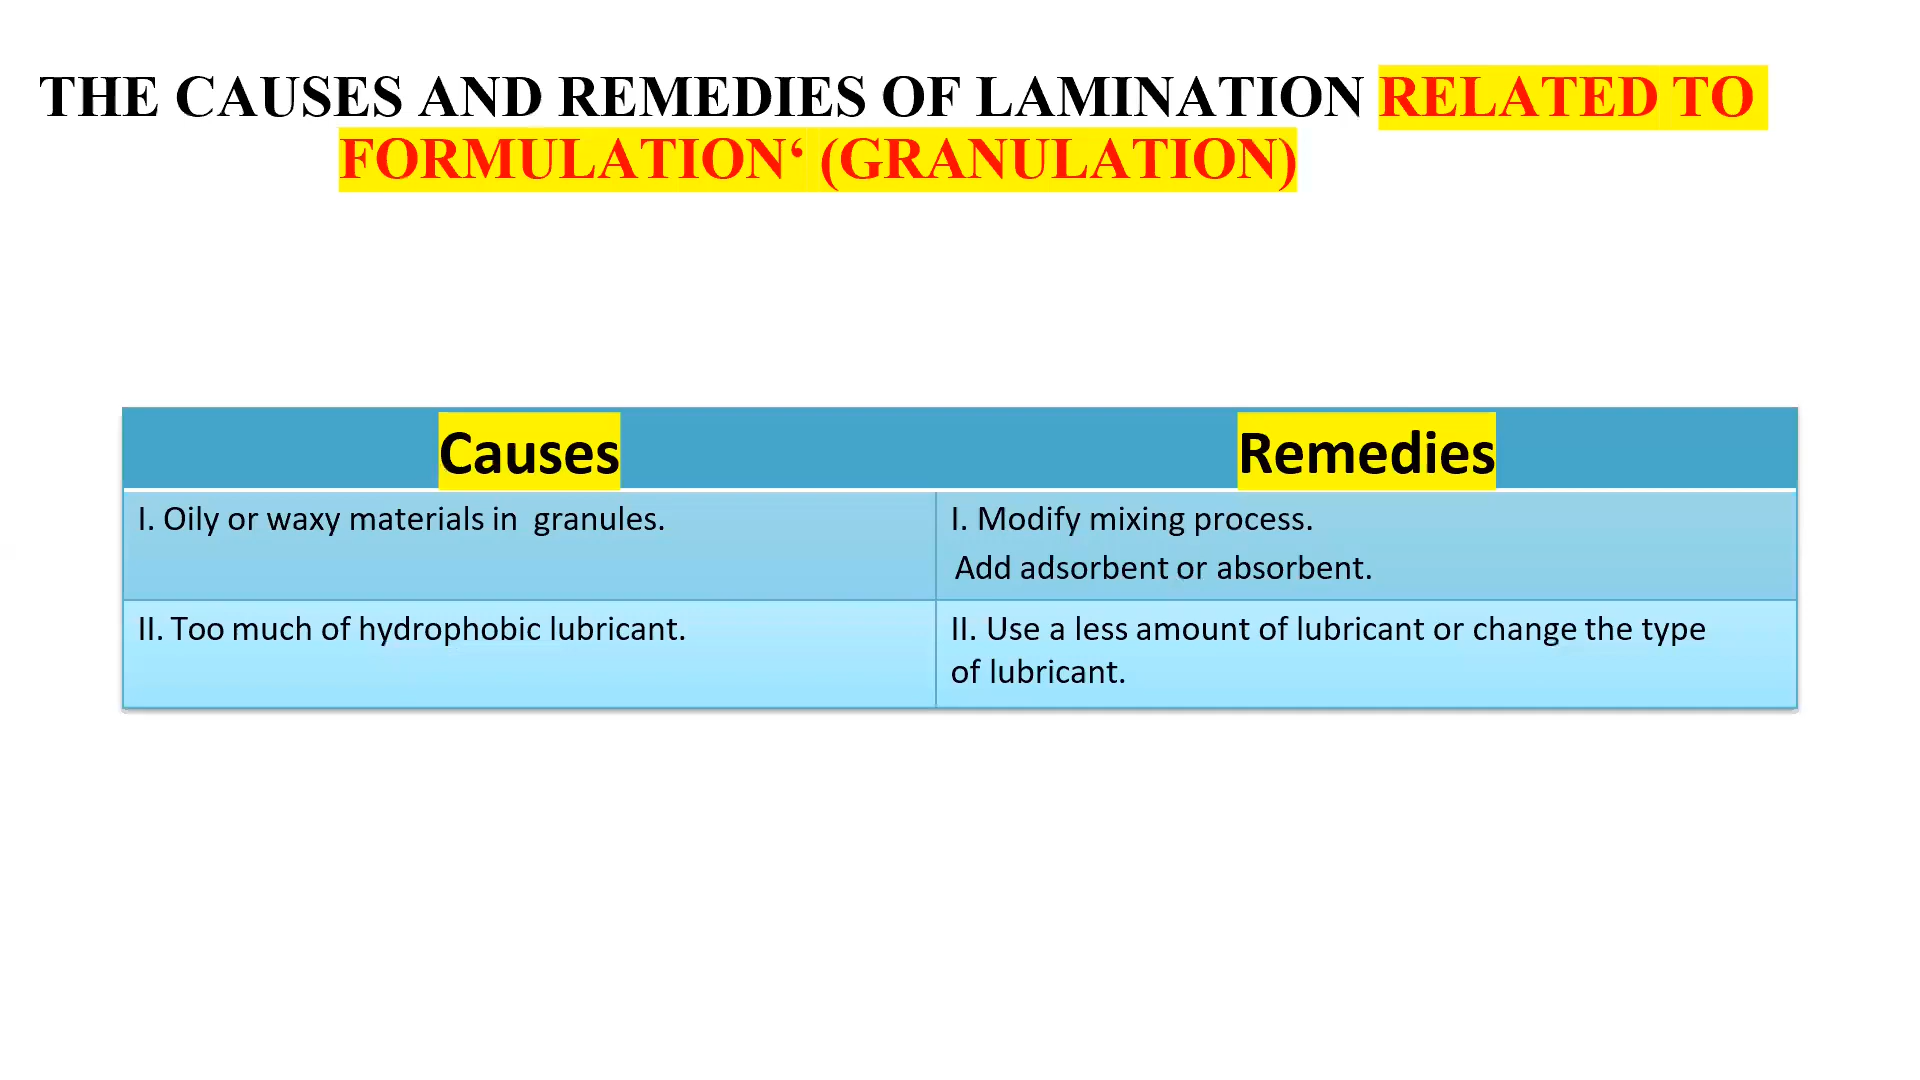 THE CAUSES AND REMEDIES OF LAMINATION RELATED TO
FORMULATION‘ (GRANULATION)
Causes
Remedies
I. Oily or waxy materials in granules.
I. Modify mixing process.
Add adsorbent or absorbent.
II. Too much of hydrophobic lubricant.
II. Use a less amount of lubricant or change the type
of lubricant.